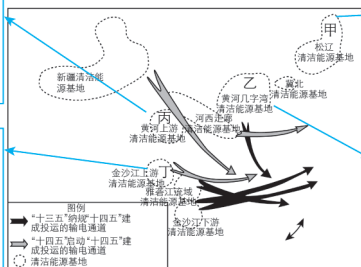 甲
松辽
清洁能源基地
新疆清洁能
源基地
乙
黄河几字湾
清洁能源基地
冀北
清洁能源基地
丙
黄河上游
清洁能源基地
河西走廊
清洁能源基地
金沙江上游
清洁能源基地
丁
雅砻江流域
清洁能源基地
金沙江下游
清洁能源基地
图例
“十三五”纳规“十四五”建
成投运的输电通道
“十四五”启动“十四五”建
成投运的输电通道
清洁能源基地